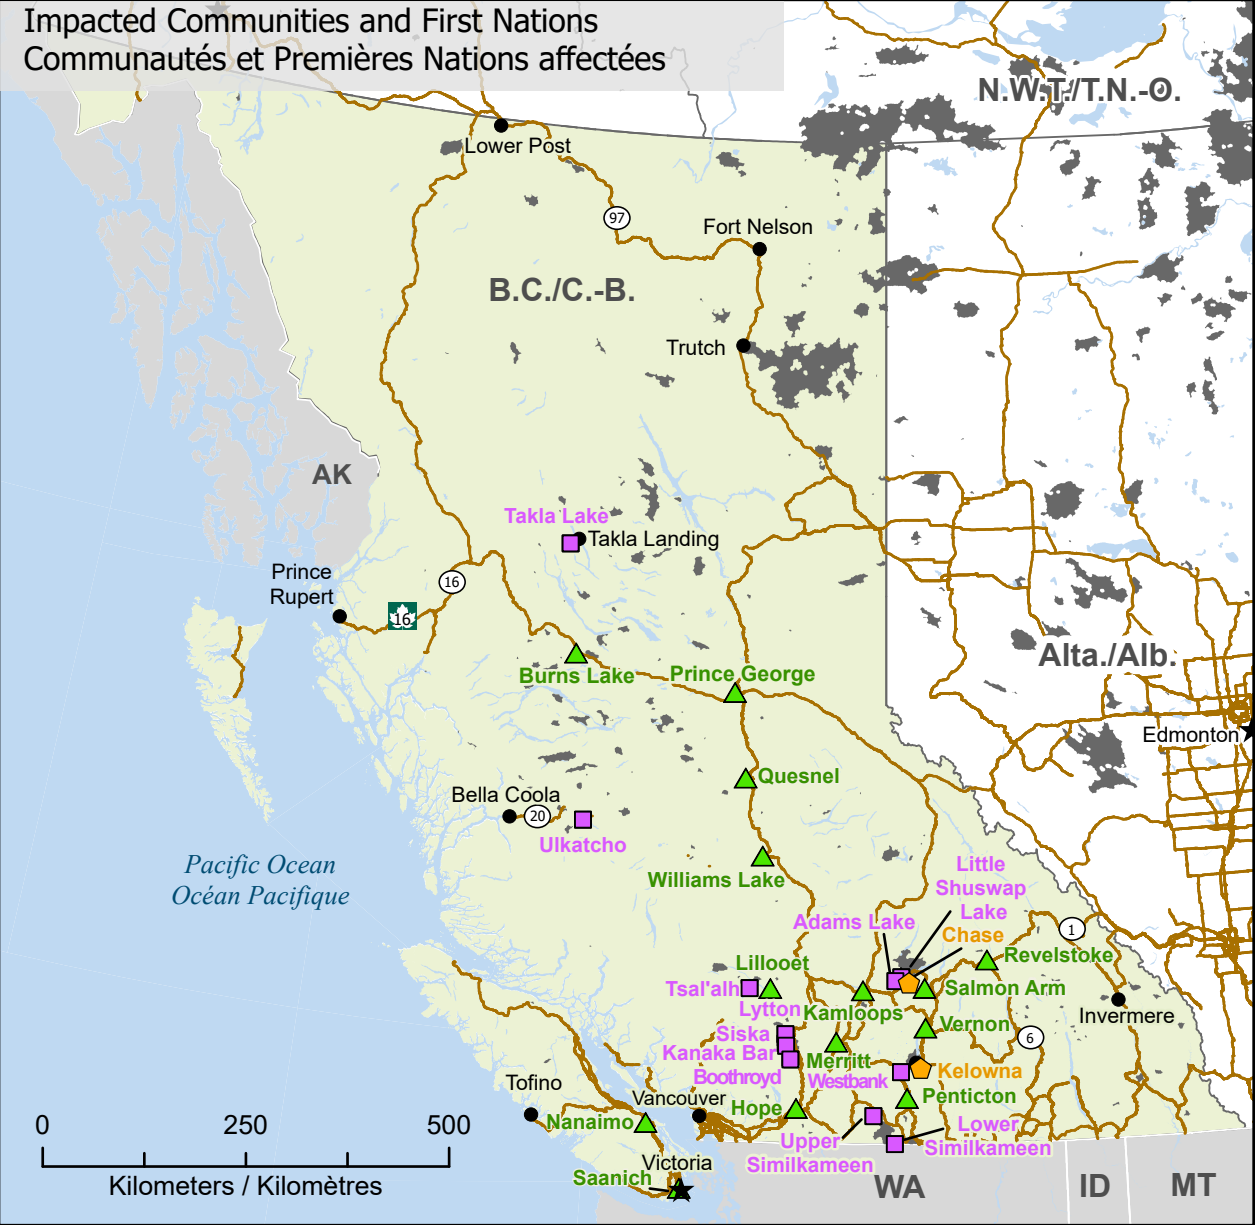 Impacted Communities and First Nations
Communautés et Premières Nations affectées
N.W.T./T.N.-O.
Lower Post
97
Fort Nelson
B.C./C.-B.
Trutch
AK
Takla Lake
Takla Landing
Prince
Rupert
16
16
Alta./Alb.
Burns Lake
Prince George
Edmonton
Quesnel
Bella Coola
20
Ulkatcho
Pacific Ocean
Océan Pacifique
Williams Lake
Little
Shuswap
Lake
Adams Lake
Chase
1
Revelstoke
Lillooet
Tsal'alh
Salmon Arm
Lytton
Kamloops
Invermere
Vernon
Siska
6
Kanaka Bar
Merritt
Boothroyd
Westbank
Kelowna
Tofino
Vancouver
Penticton
Hope
Nanaimo
0 250 500
Upper
Similkameen
Lower
Similkameen
Victoria
Saanich
Kilometers / Kilomètres
WA
ID
MT